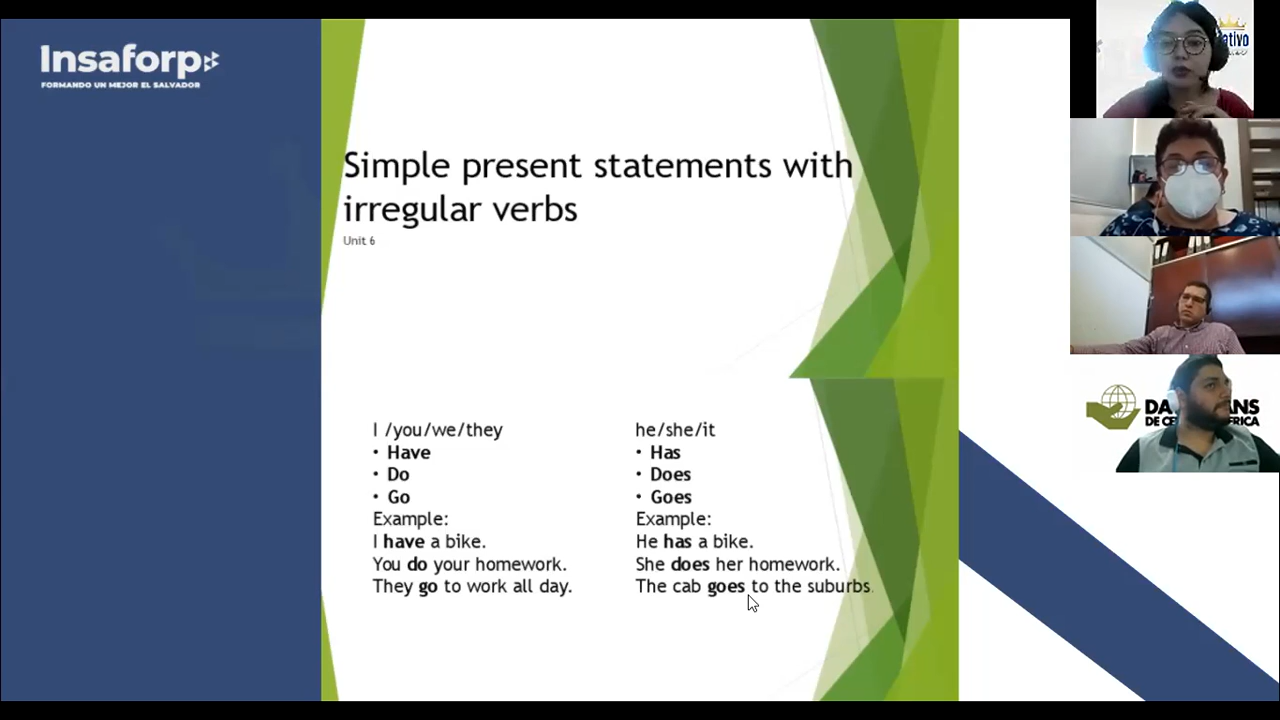 Insaforp
FORMANDO UN MEJOR EL SALVADOR
Simple present statements with
irregular verbs
Unit 6
I /you/we/they
• Have
• Do
• Go
Example:
I have a bike.
You do your homework.
They go to work all day.
he/she/it
• Has
• Does
• Goes
Example:
He has a bike.
She does her homework.
The cab goes to the suburbs.